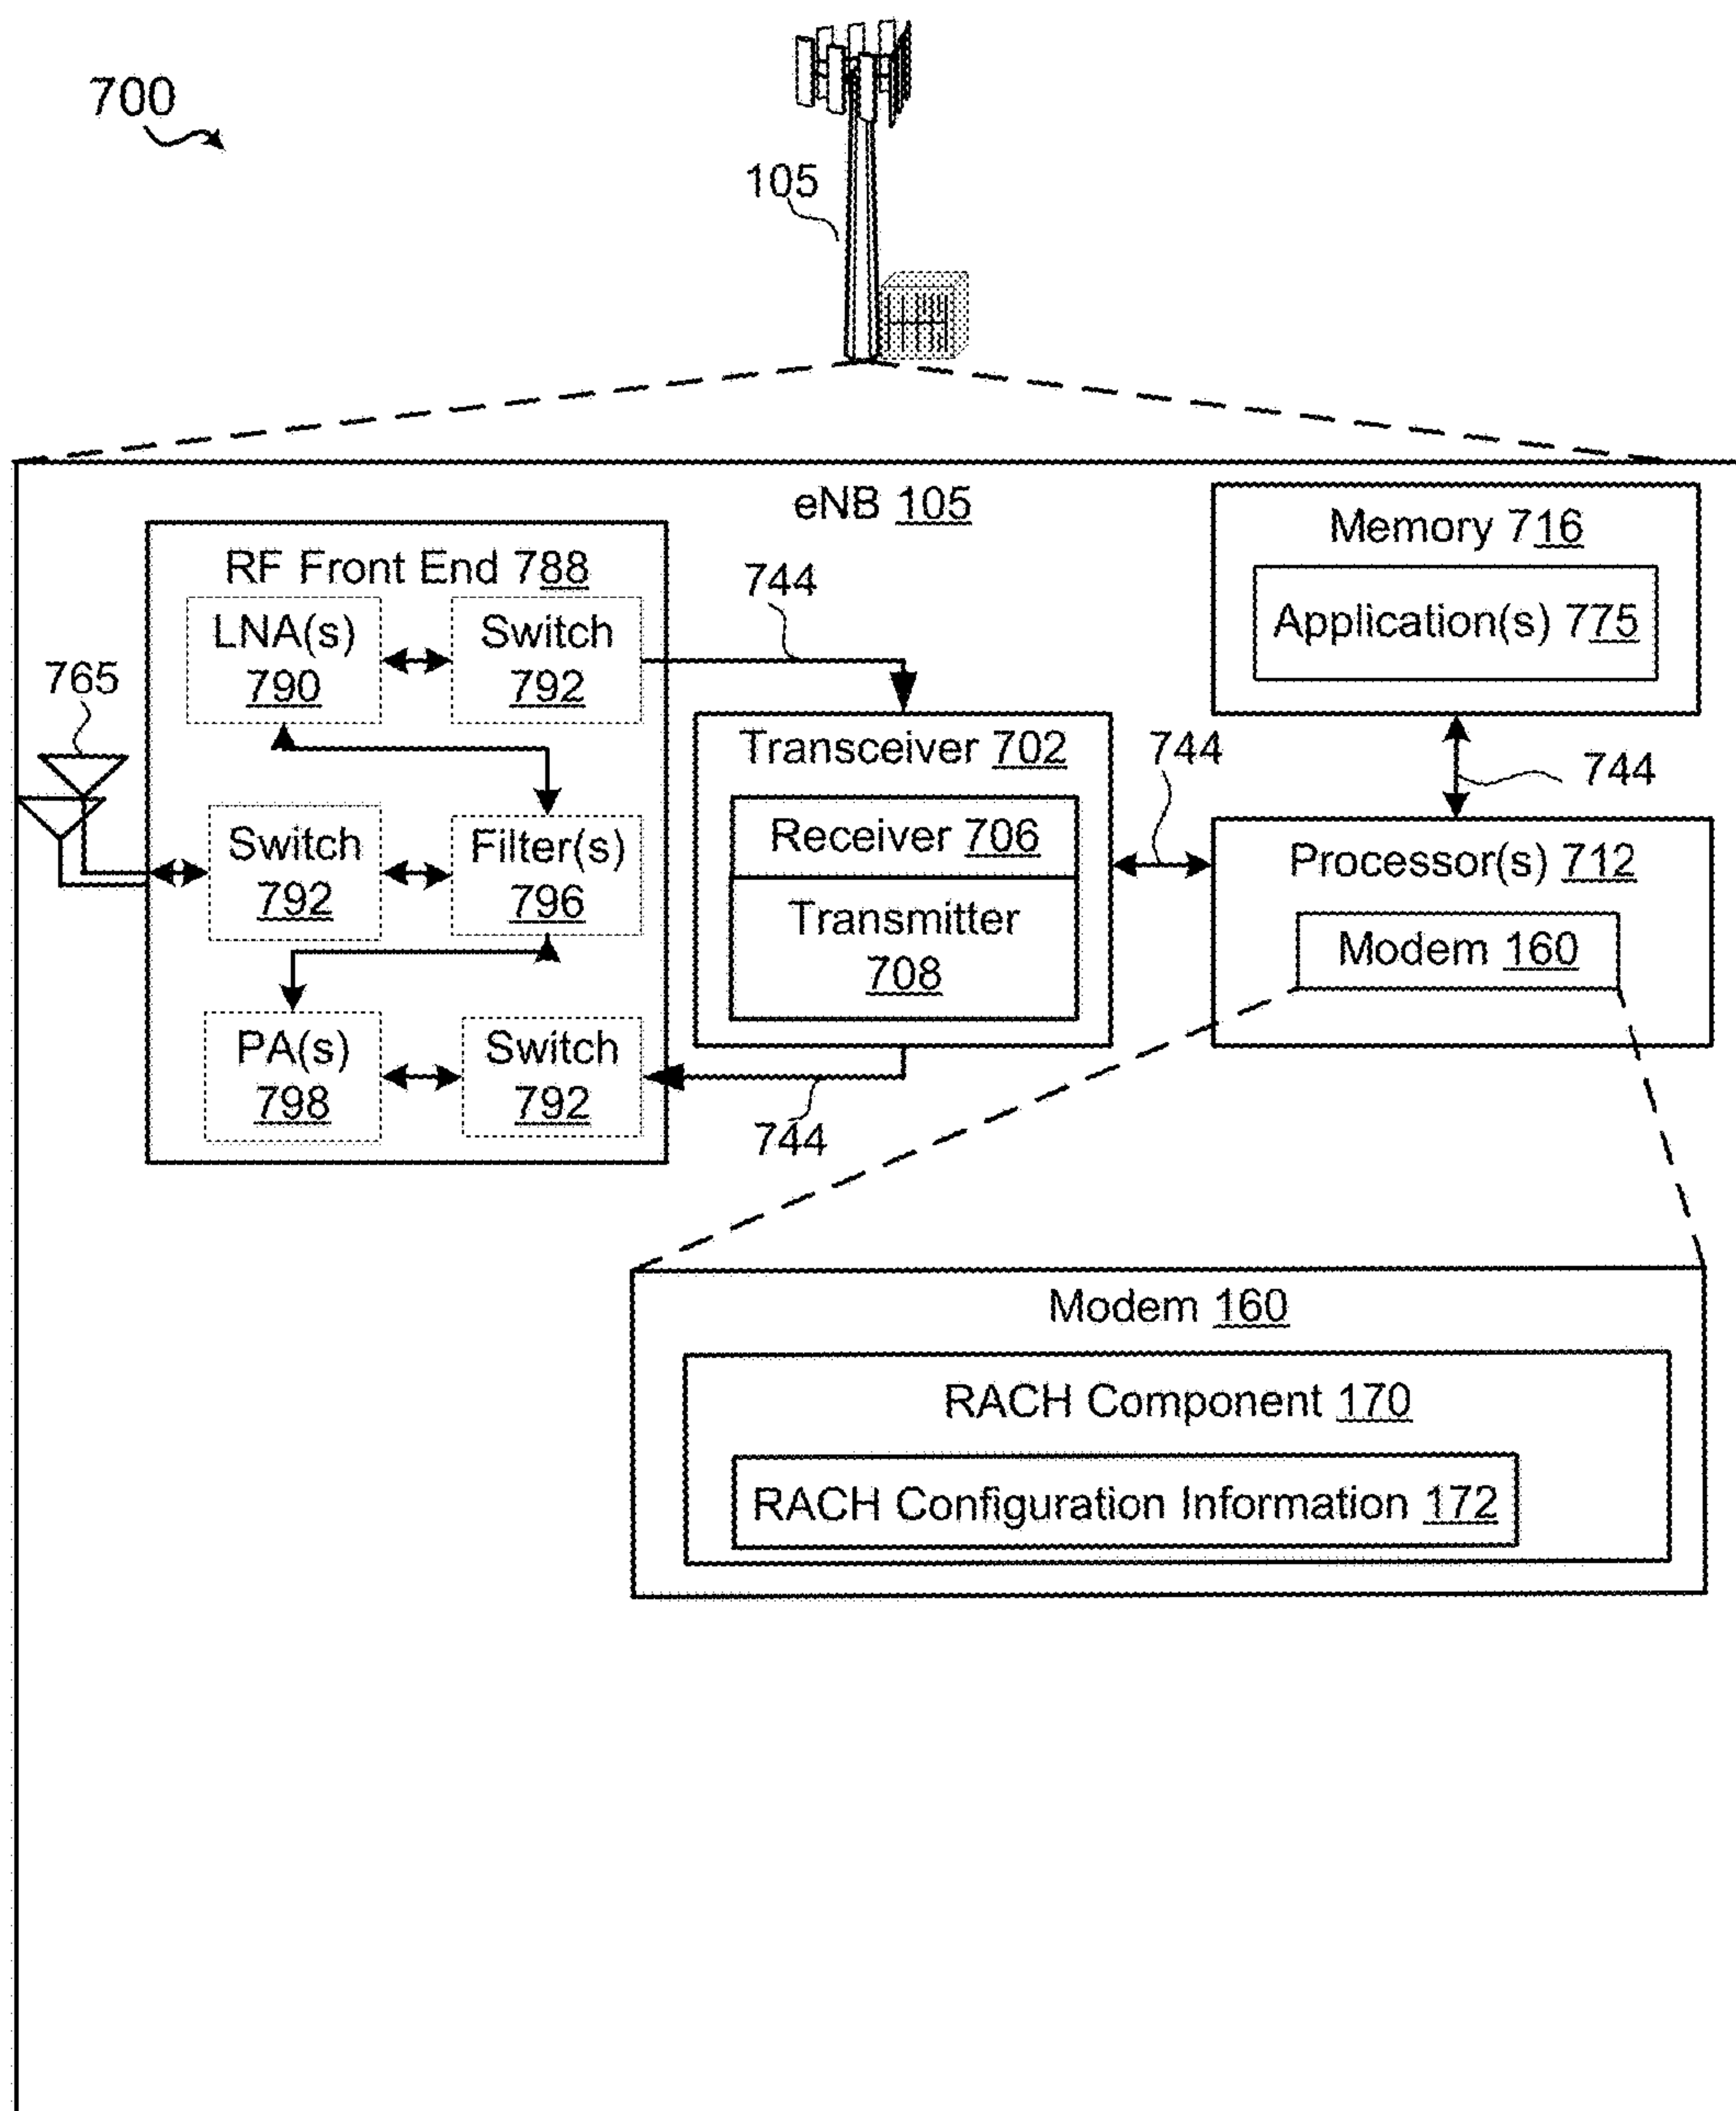 700
105
eNB 105
RF Front End 788
LNA(s)
790
Switch
792
744
765
Switch
792
Filter(s)
796
PA(s)
798
Switch
792
744
Transceiver 702
Receiver 706
Transmitter
708
744
Memory 716
Application(s) 775
744
Processor(s) 712
Modem 160
Modem 160
RACH Component 170
RACH Configuration Information 172